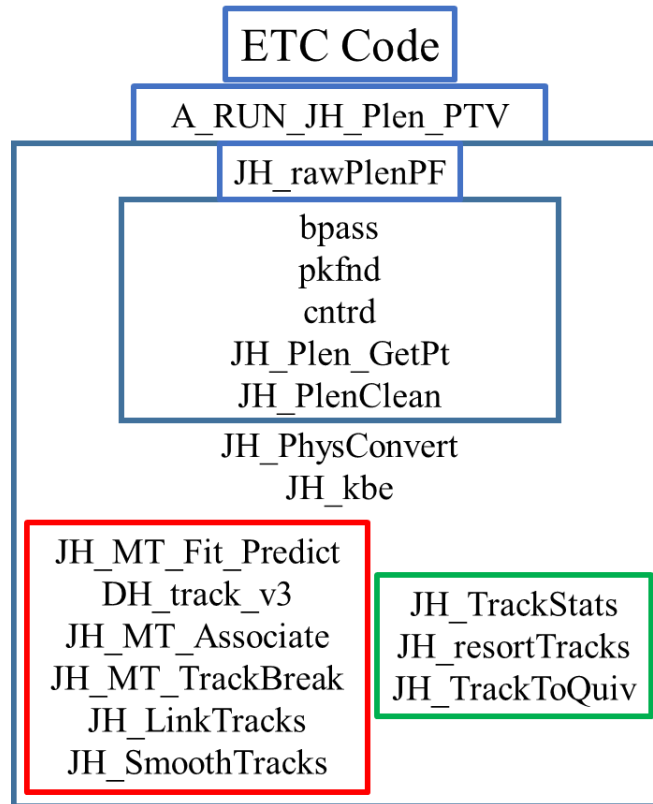 ETC Code
A_RUN_JH_Plen_PTV
JH_rawPlenPF
bpass
pkfnd
cntrd
JH_Plen_GetPt
JH_PlenClean
JH_PhysConvert
JH_kbe
JH_MT_Fit_Predict
DH_track_v3
JH_MT_Associate
JH_MT_TrackBreak
JH_LinkTracks
JH_SmoothTracks
JH_TrackStats
JH_resortTracks
JH_TrackToQuiv